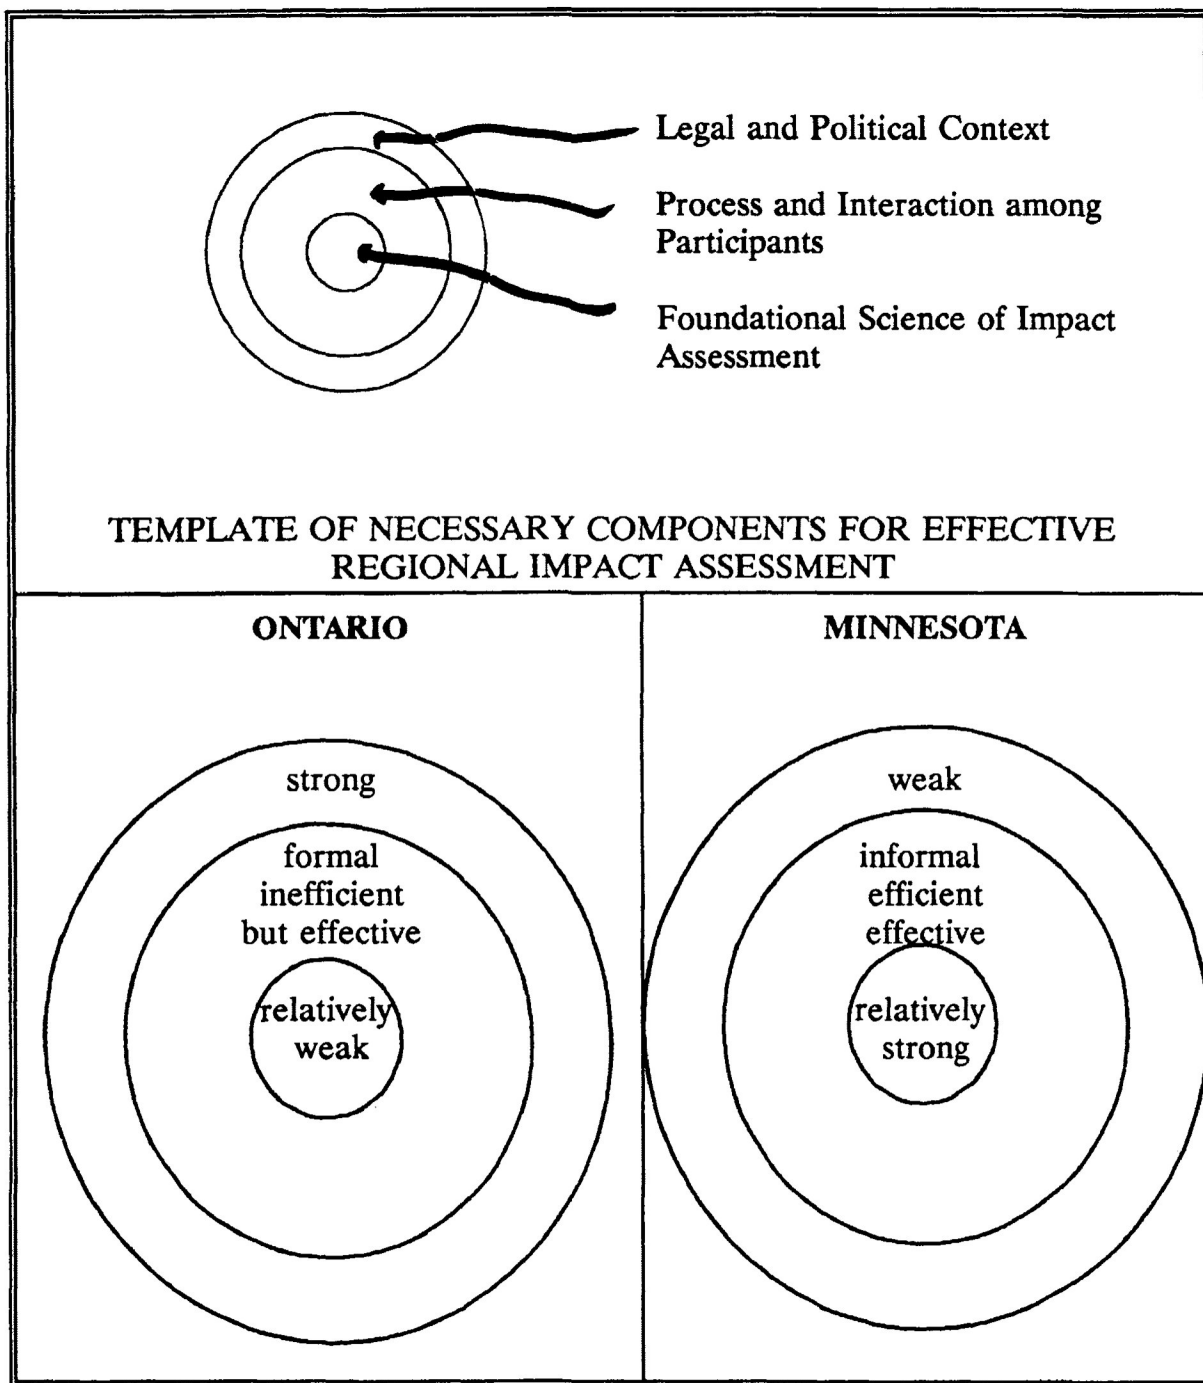 Legal and Political Context
Process and Interaction among
Participants
Foundational Science of Impact
Assessment
TEMPLATE OF NECESSARY COMPONENTS FOR EFFECTIVE
REGIONAL IMPACT ASSESSMENT
ONTARIO
strong
formal
inefficient
but effective
relatively
weak
MINNESOTA
weak
informal
efficient
effective
relatively
strong